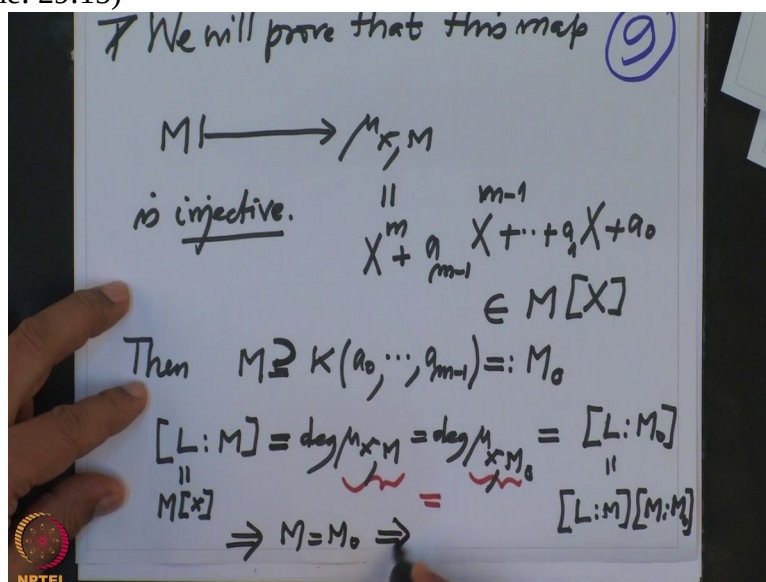 We will prove that this map 9
M ⟼ μ_{x,M}
||
is injective. X^m + a_{m-1} X^{m-1} + ·· + a_1 X + a_0
∈ M[X]
Then M ⊇ K(a_0, ···, a_{m-1}) =: M_0
[L:M] = deg μ_{x,M} = deg μ_{x,M_0} = [L:M_0]
|| = ||
M[x] [L:M][M:M_0]
⇒ M = M_0 ⇒
NPTEL